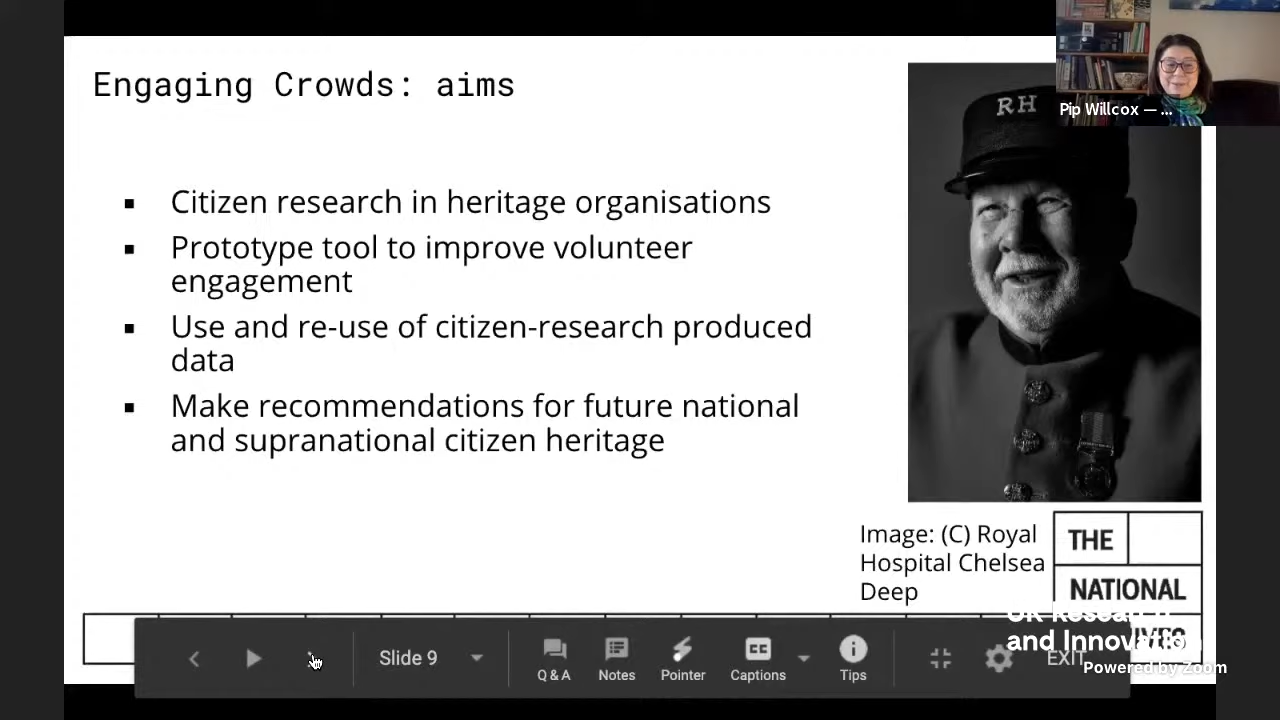 Engaging Crowds: aims
RH
Pip Willcox — ...
Citizen research in heritage organisations
Prototype tool to improve volunteer
engagement
Use and re-use of citizen-research produced
data
Make recommendations for future national
and supranational citizen heritage
Image: (C) Royal
Hospital Chelsea
Deep
THE
NATIONAL
UK Research
and Innovation
Slide 9
Q & A
Notes
Pointer
CC
Captions
Tips
EXIT
Powered by Zoom